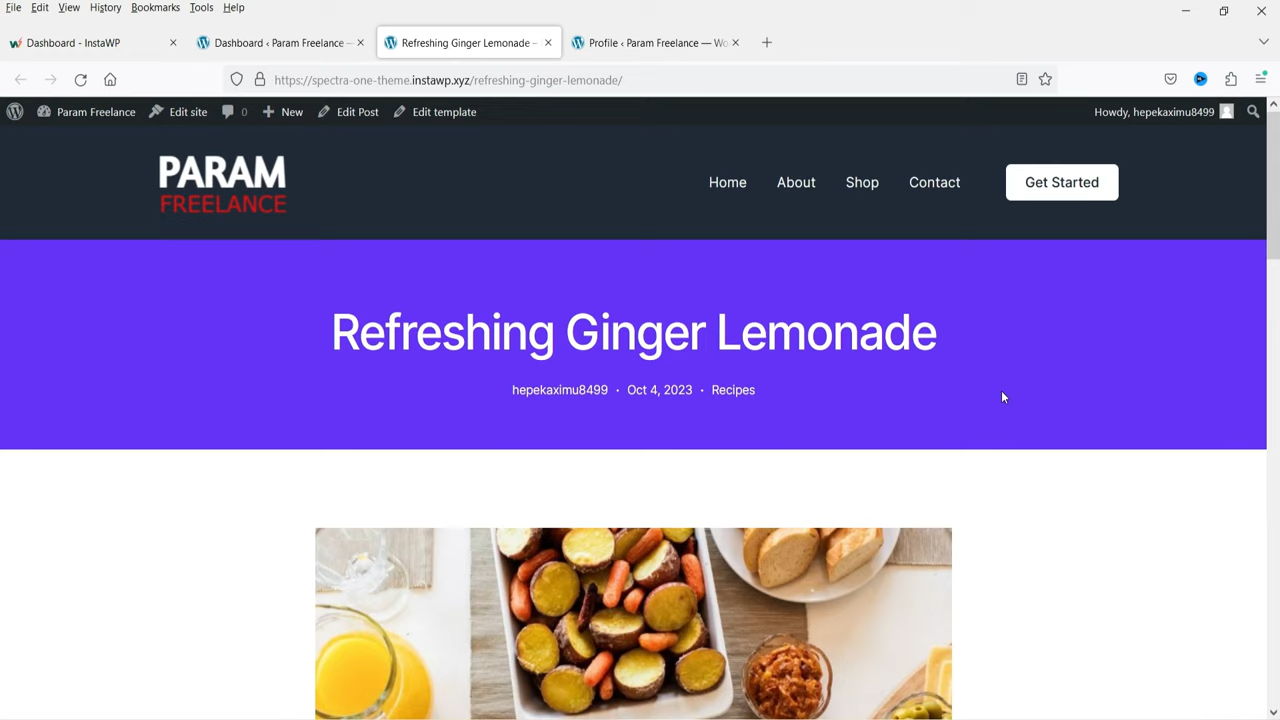 File Edit View History Bookmarks Tools Help
Dashboard - InstaWP
Dashboard ‹ Param Freelance —
Refreshing Ginger Lemonade –
Profile ‹ Param Freelance — Wo
https://spectra-one-theme.instawp.xyz/refreshing-ginger-lemonade/
Param Freelance Edit site 0 New Edit Post Edit template Howdy, hepekaximu8499
PARAM
FREELANCE
Home About Shop Contact Get Started
Refreshing Ginger Lemonade
hepekaximu8499 · Oct 4, 2023 · Recipes